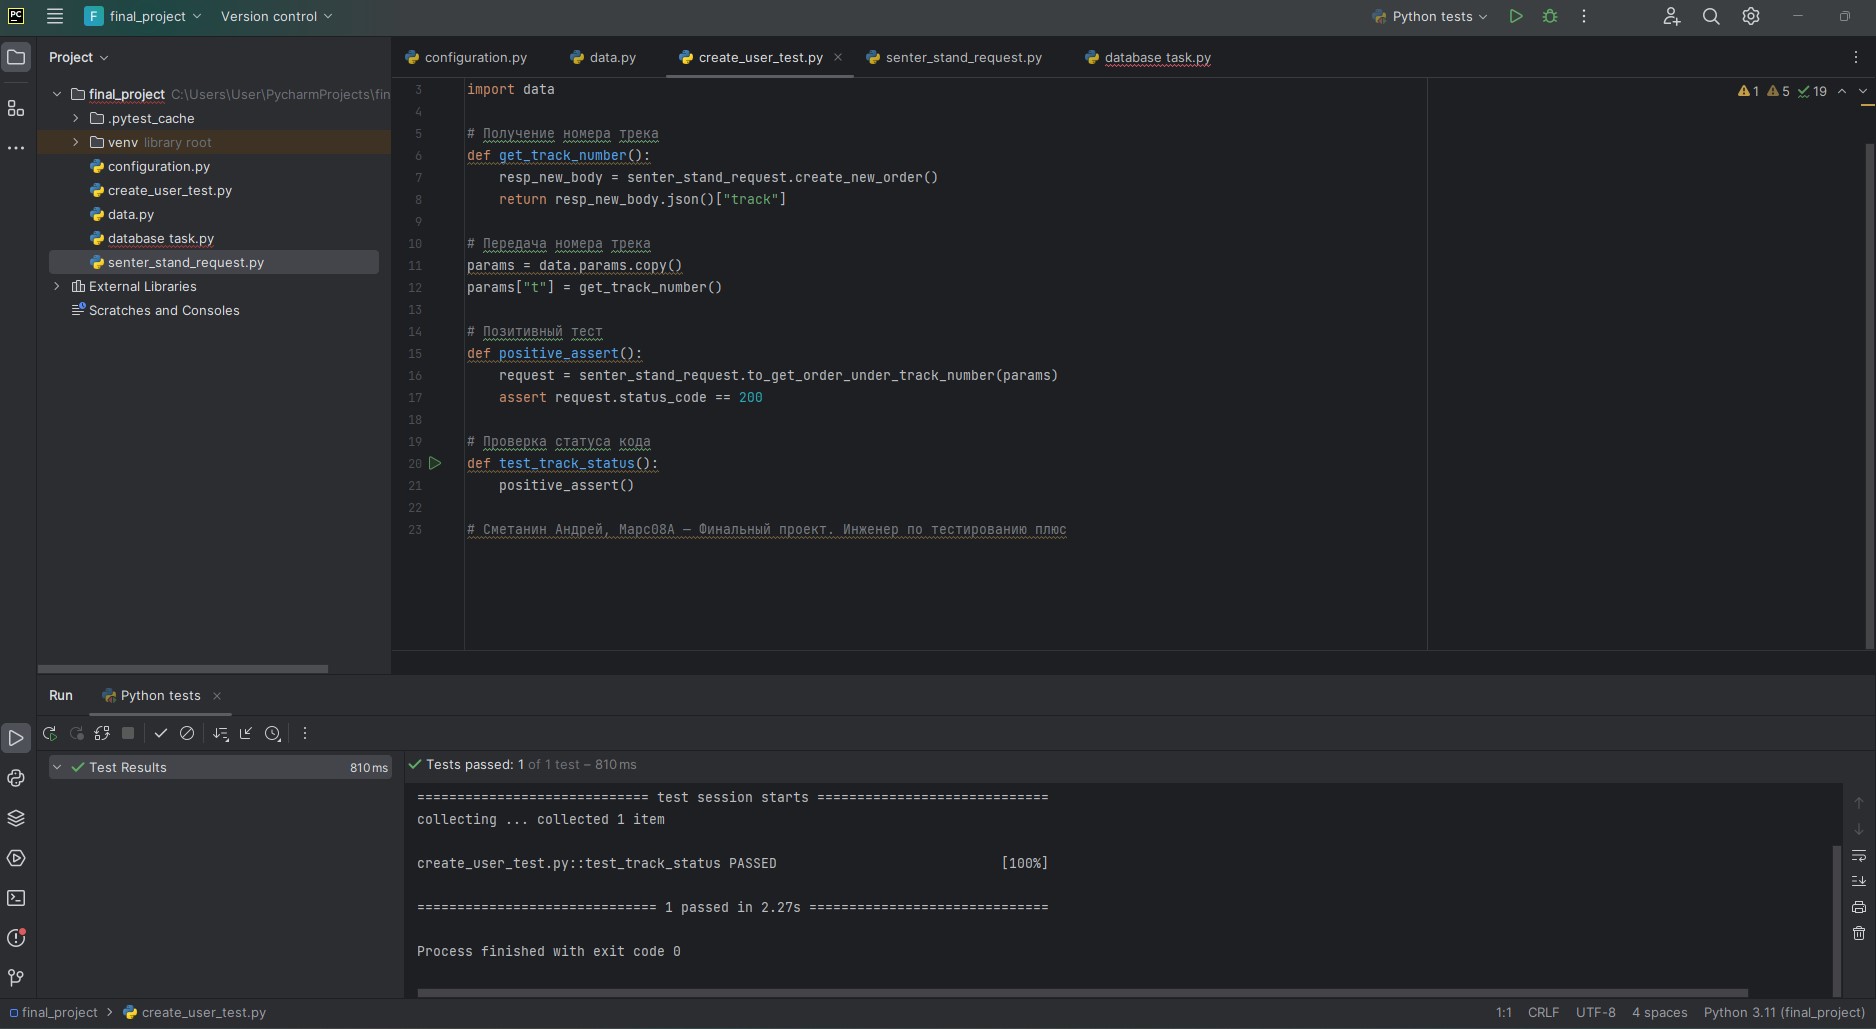 PC
F final_project
Version control
Python tests
Project
configuration.py
data.py
create_user_test.py
senter_stand_request.py
database task.py
final_project C:\Users\User\PycharmProjects\fin
.pytest_cache
venv library root
configuration.py
create_user_test.py
data.py
database task.py
senter_stand_request.py
External Libraries
Scratches and Consoles
1 5 19
3 import data
4
5 # Получение номера трека
6 def get_track_number():
7 resp_new_body = senter_stand_request.create_new_order()
8 return resp_new_body.json()["track"]
9
10 # Передача номера трека
11 params = data.params.copy()
12 params["t"] = get_track_number()
13
14 # Позитивный тест
15 def positive_assert():
16 request = senter_stand_request.to_get_order_under_track_number(params)
17 assert request.status_code == 200
18
19 # Проверка статуса кода
20 def test_track_status():
21 positive_assert()
22
23 # Сметанин Андрей, Марс08А — Финальный проект. Инженер по тестированию плюс
Run
Python tests
Test Results 810 ms
Tests passed: 1 of 1 test – 810 ms
============================= test session starts =============================
collecting ... collected 1 item
create_user_test.py::test_track_status PASSED [100%]
============================== 1 passed in 2.27s ==============================
Process finished with exit code 0
final_project > create_user_test.py
1:1 CRLF UTF-8 4 spaces Python 3.11 (final_project)